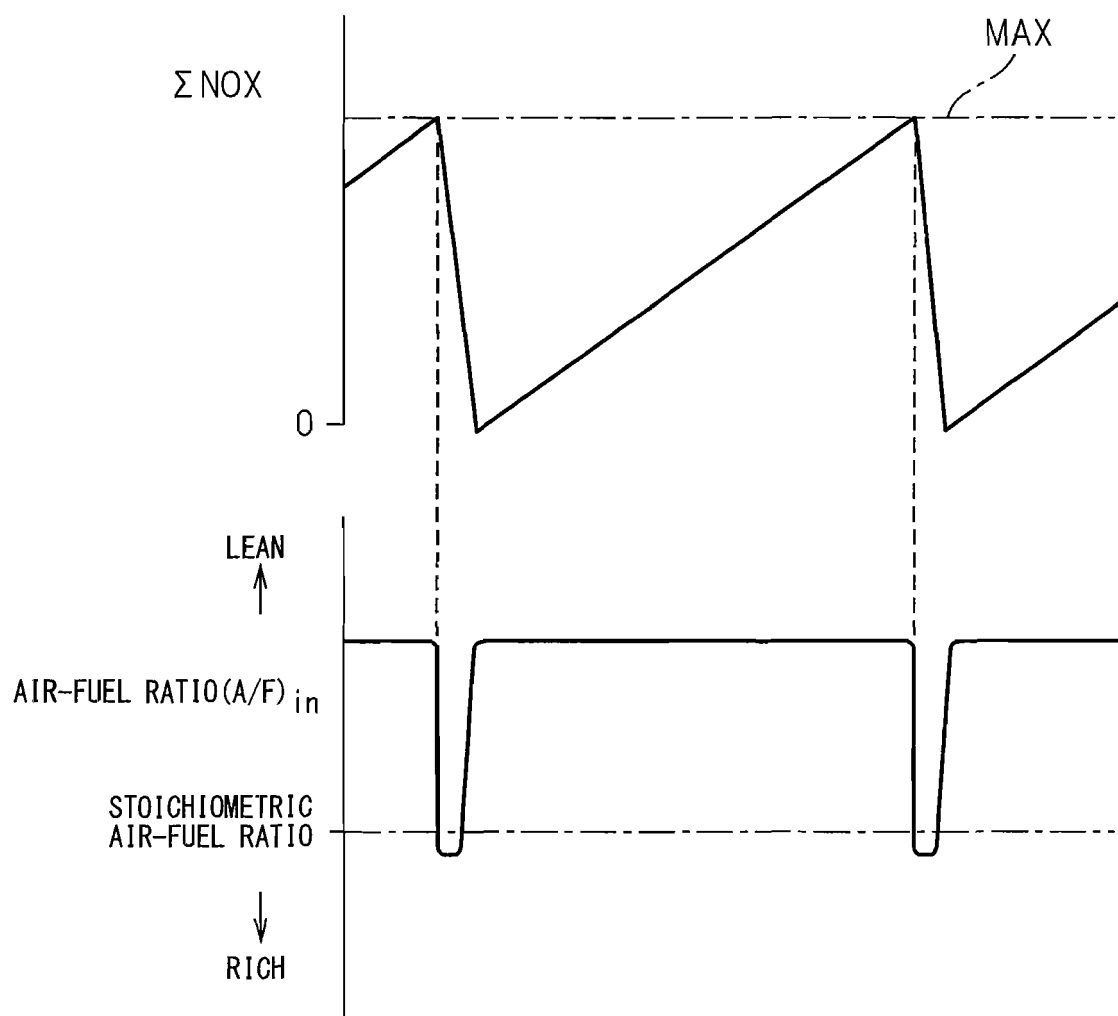 MAX
ΣNOX
0
LEAN
AIR-FUEL RATIO(A/F)in
STOICHIOMETRIC
AIR-FUEL RATIO
RICH